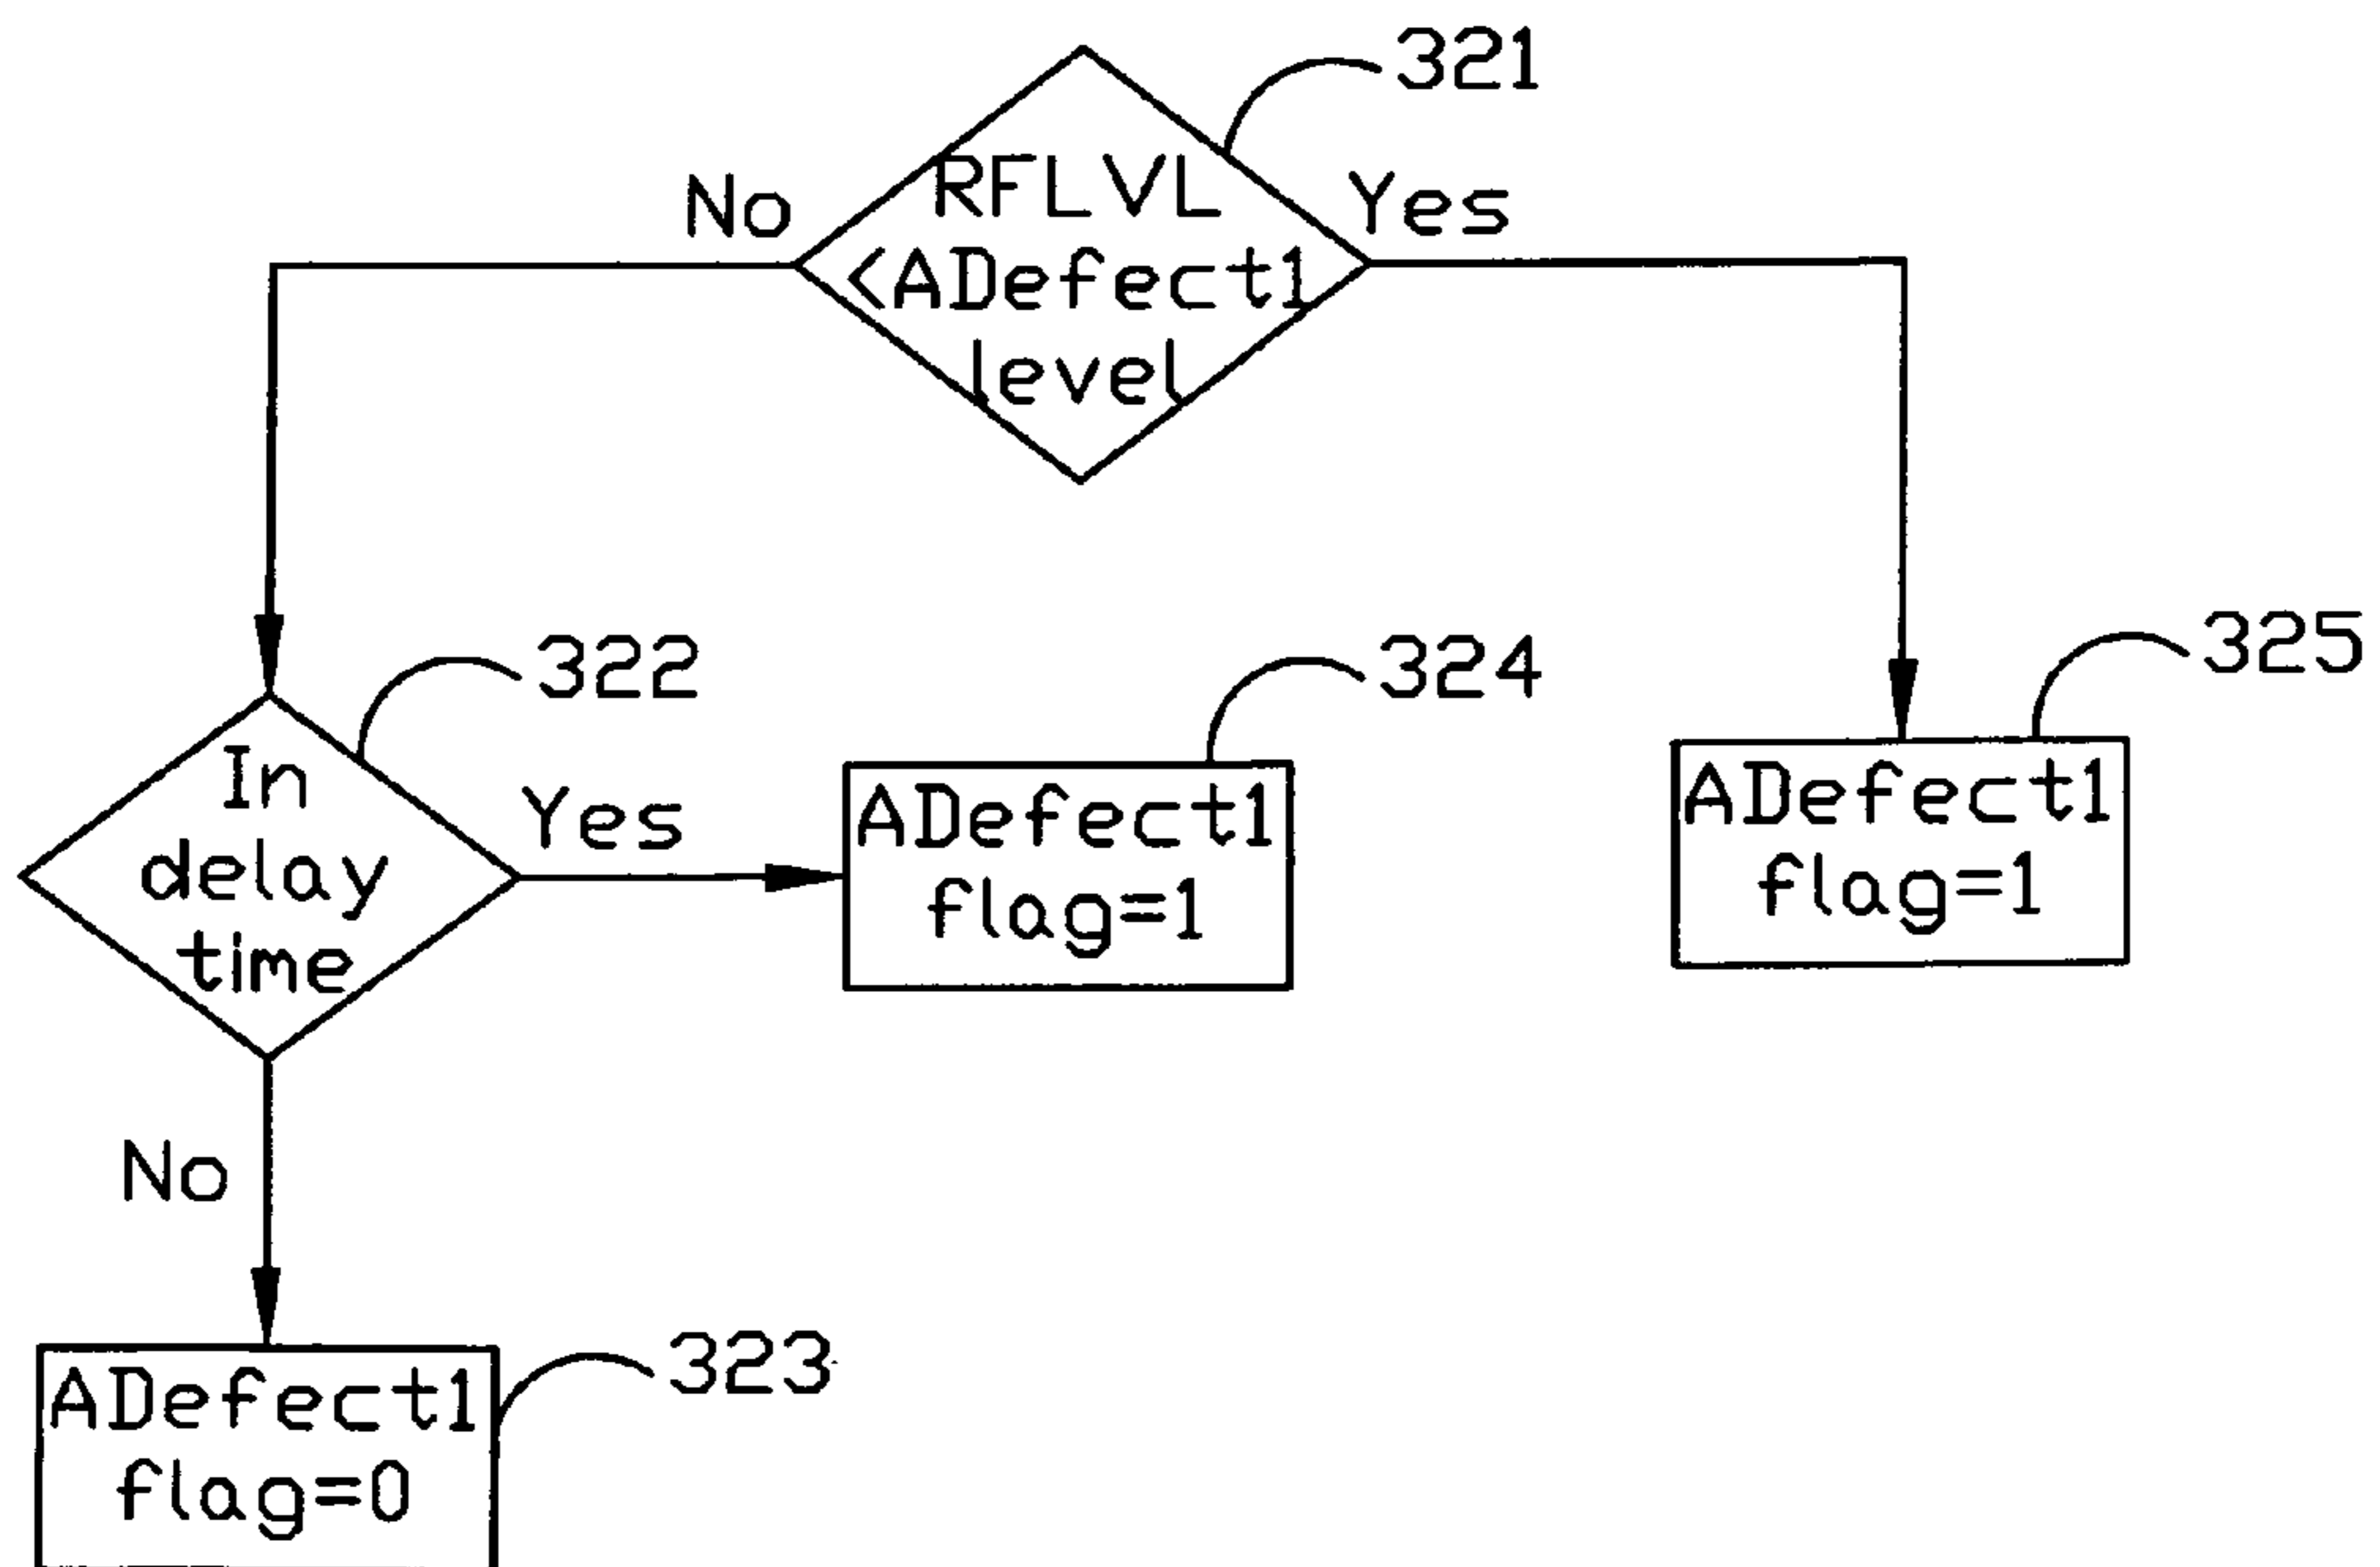 321
No
RFLVL
<ADefect1
level
Yes
322
324
325
In
delay
time
Yes
ADefect1
flag=1
ADefect1
flag=1
No
323
ADefect1
flag=0